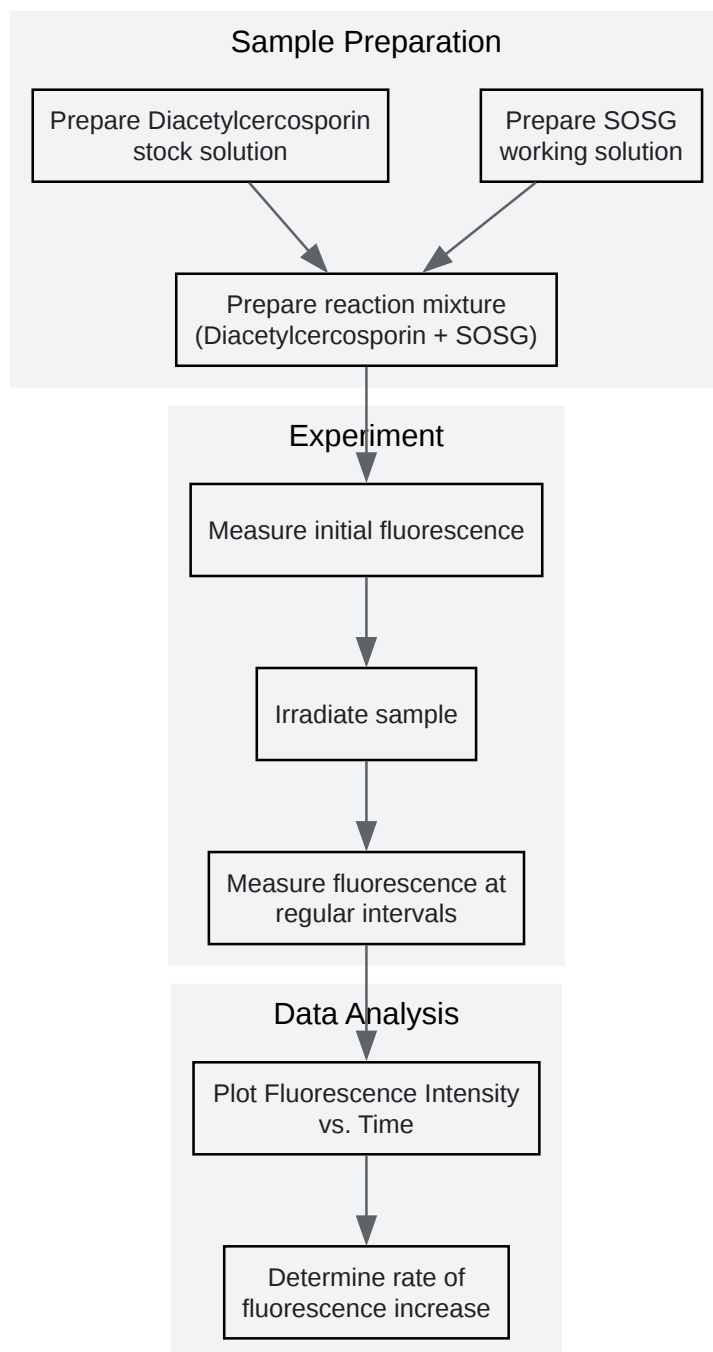 Sample Preparation
Prepare Diacetylcercosporin
stock solution
Prepare SOSG
working solution
Prepare reaction mixture
(Diacetylcercosporin + SOSG)
Experiment
Measure initial fluorescence
Irradiate sample
Measure fluorescence at
regular intervals
Data Analysis
Plot Fluorescence Intensity
vs. Time
Determine rate of
fluorescence increase